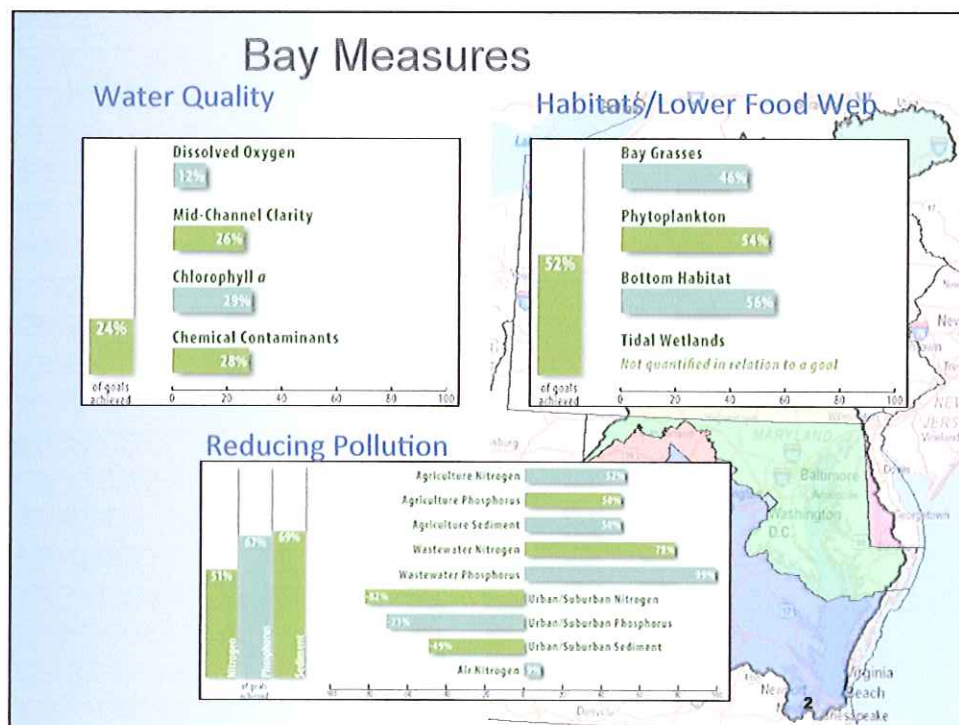 Bay Measures
Water Quality
Dissolved Oxygen
12%
Mid-Channel Clarity
26%
Chlorophyll a
29%
Chemical Contaminants
28%
24%
of goals
achieved
0 20 40 60 80 100
Habitats/Lower Food Web
Bay Grasses
46%
Phytoplankton
54%
Bottom Habitat
56%
Tidal Wetlands
Not quantified in relation to a goal
52%
of goals
achieved
0 20 40 60 80 100
Reducing Pollution
51%
67%
69%
Nitrogen
Phosphorus
Sediment
of goals
achieved
Agriculture Nitrogen
52%
Agriculture Phosphorus
50%
Agriculture Sediment
50%
Wastewater Nitrogen
78%
Wastewater Phosphorus
99%
-82%
Urban/Suburban Nitrogen
Urban/Suburban Phosphorus
-49%
Urban/Suburban Sediment
Air Nitrogen
MARYLAND
Baltimore
Washington
D.C.
Georgetown
Vineland
Virginia
Beach
Danville
2